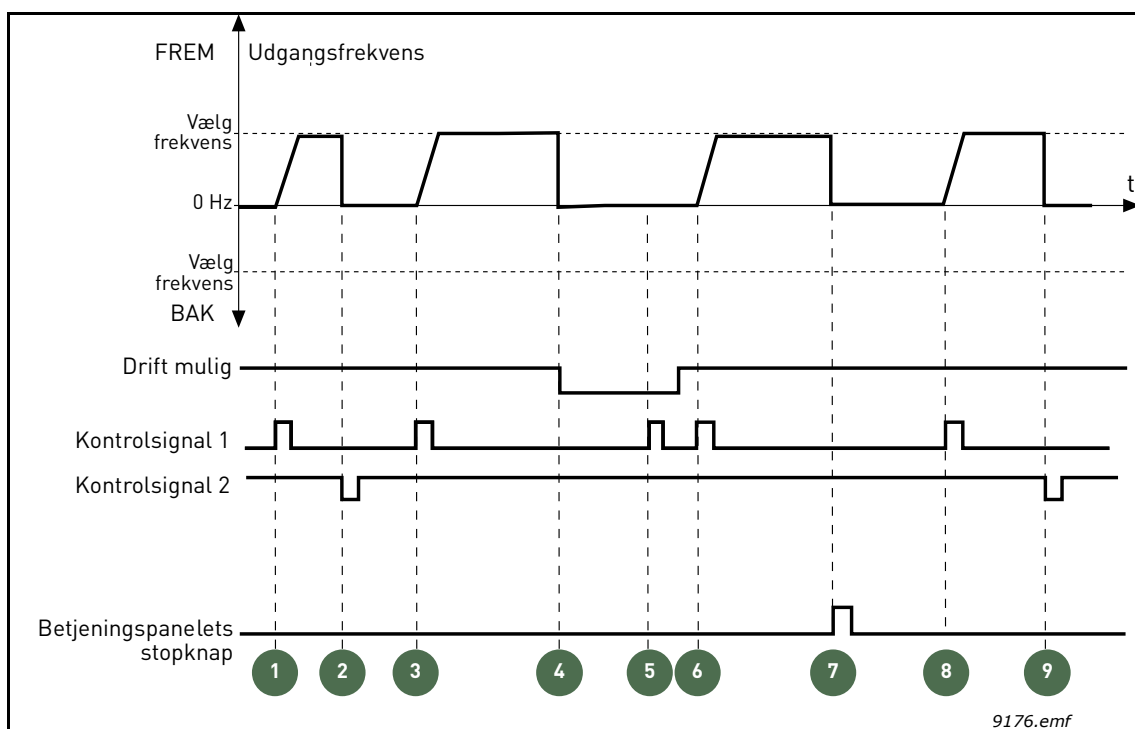 FREM
Udgangsfrekvens
Vælg
frekvens
t
0 Hz
Vælg
frekvens
BAK
Drift mulig
Kontrolsignal 1
Kontrolsignal 2
Betjeningspanelets
stopknap
1 2 3 4 5 6 7 8 9
9176.emf